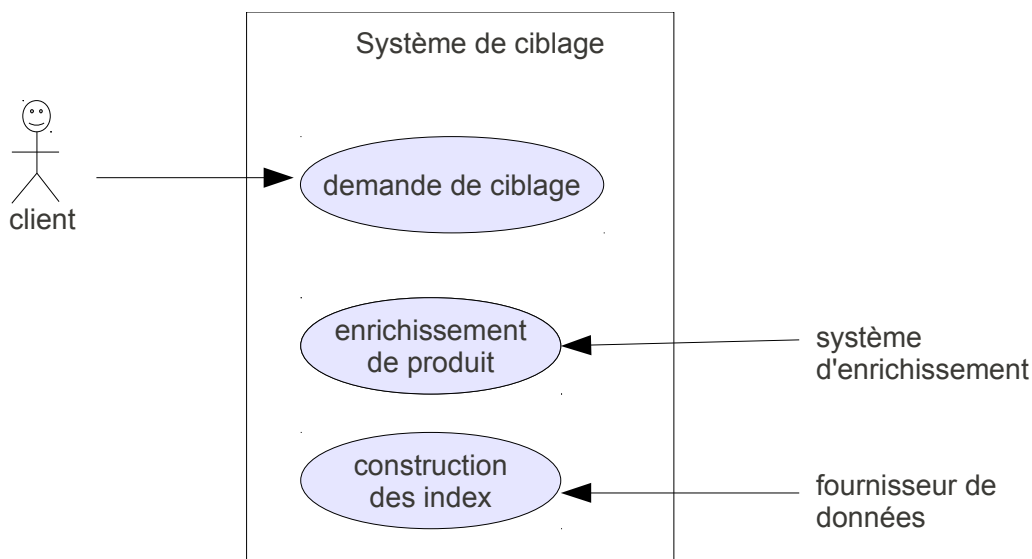 Système de ciblage
demande de ciblage
client
enrichissement
de produit
système
d'enrichissement
construction
des index
fournisseur de
données